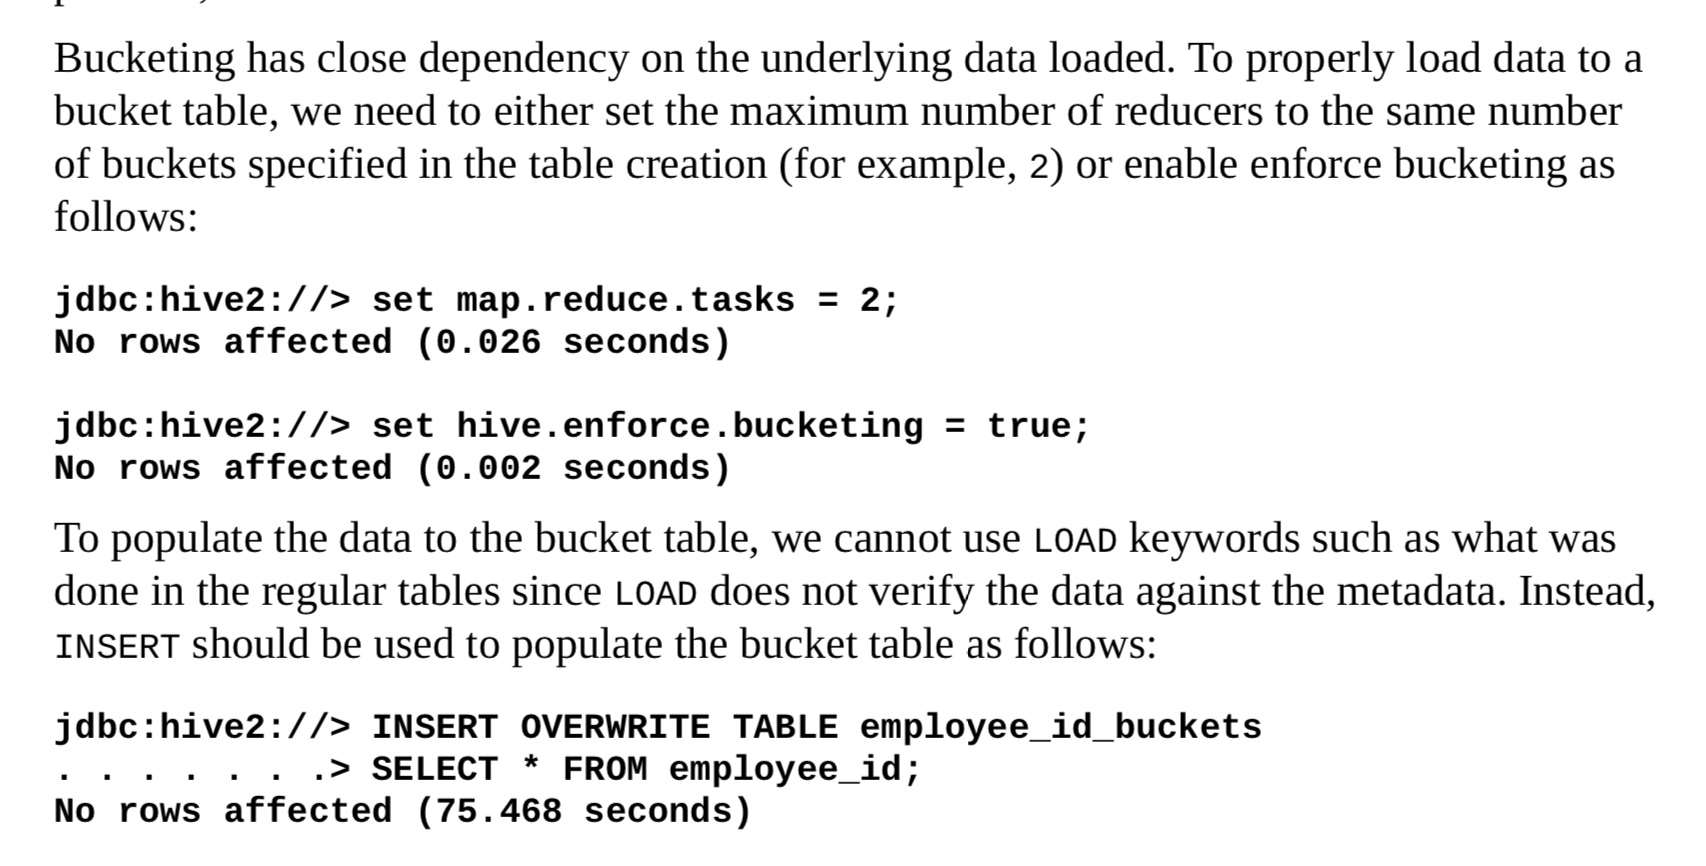 Bucketing has close dependency on the underlying data loaded. To properly load data to a
bucket table, we need to either set the maximum number of reducers to the same number
of buckets specified in the table creation (for example, 2) or enable enforce bucketing as
follows:
jdbc:hive2://> set map.reduce.tasks = 2;
No rows affected (0.026 seconds)
jdbc:hive2://> set hive.enforce.bucketing = true;
No rows affected (0.002 seconds)
To populate the data to the bucket table, we cannot use LOAD keywords such as what was
done in the regular tables since LOAD does not verify the data against the metadata. Instead,
INSERT should be used to populate the bucket table as follows:
jdbc:hive2://> INSERT OVERWRITE TABLE employee_id_buckets
. . . . . . .> SELECT * FROM employee_id;
No rows affected (75.468 seconds)